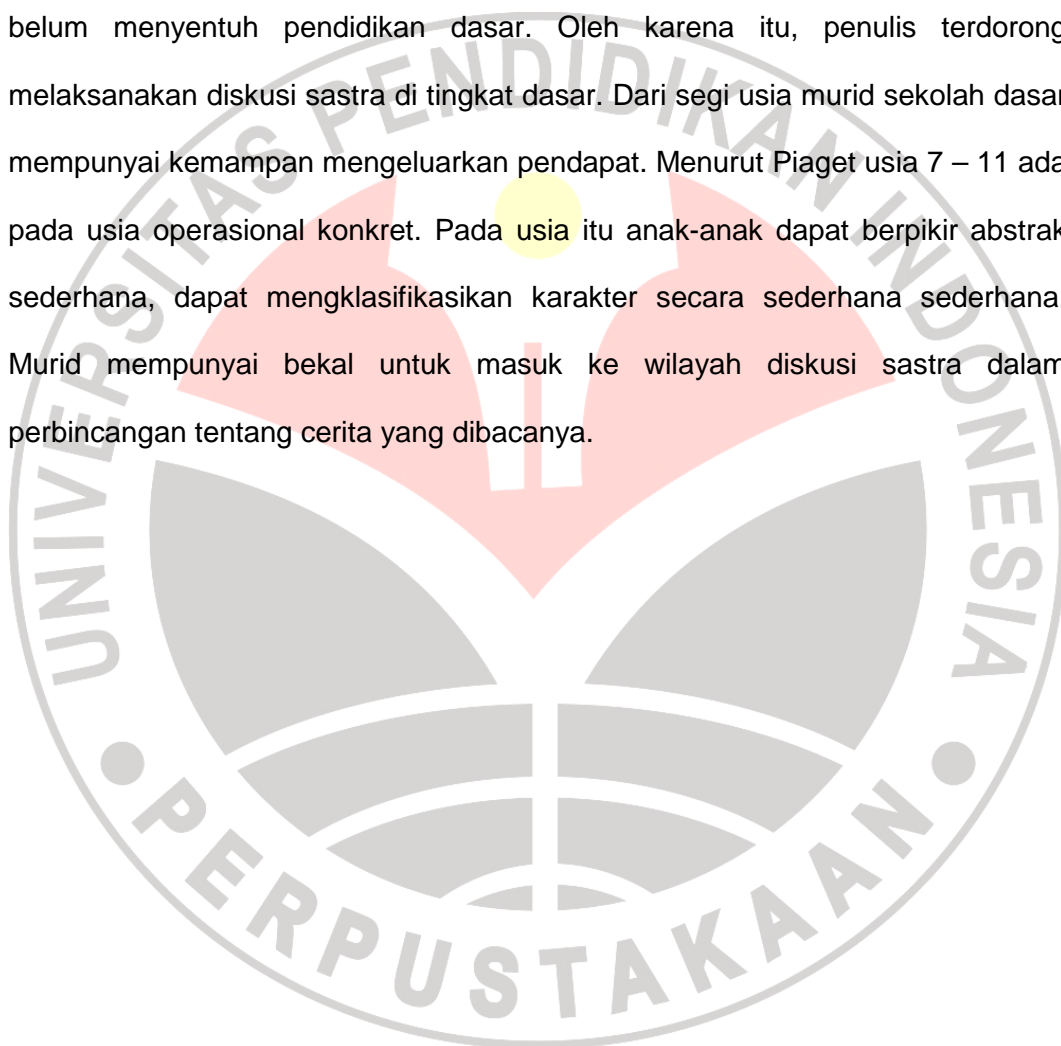 belum menyentuh pendidikan dasar. Oleh karena itu, penulis terdorong
melaksanakan diskusi sastra di tingkat dasar. Dari segi usia murid sekolah dasar
mempunyai kemampan mengeluarkan pendapat. Menurut Piaget usia 7 – 11 ada
pada usia operasional konkret. Pada usia itu anak-anak dapat berpikir abstrak
sederhana, dapat mengklasifikasikan karakter secara sederhana sederhana.
Murid mempunyai bekal untuk masuk ke wilayah diskusi sastra dalam
perbincangan tentang cerita yang dibacanya.
UNIVERSITAS PENDIDIKAN INDONESIA
PERPUSTAKAAN